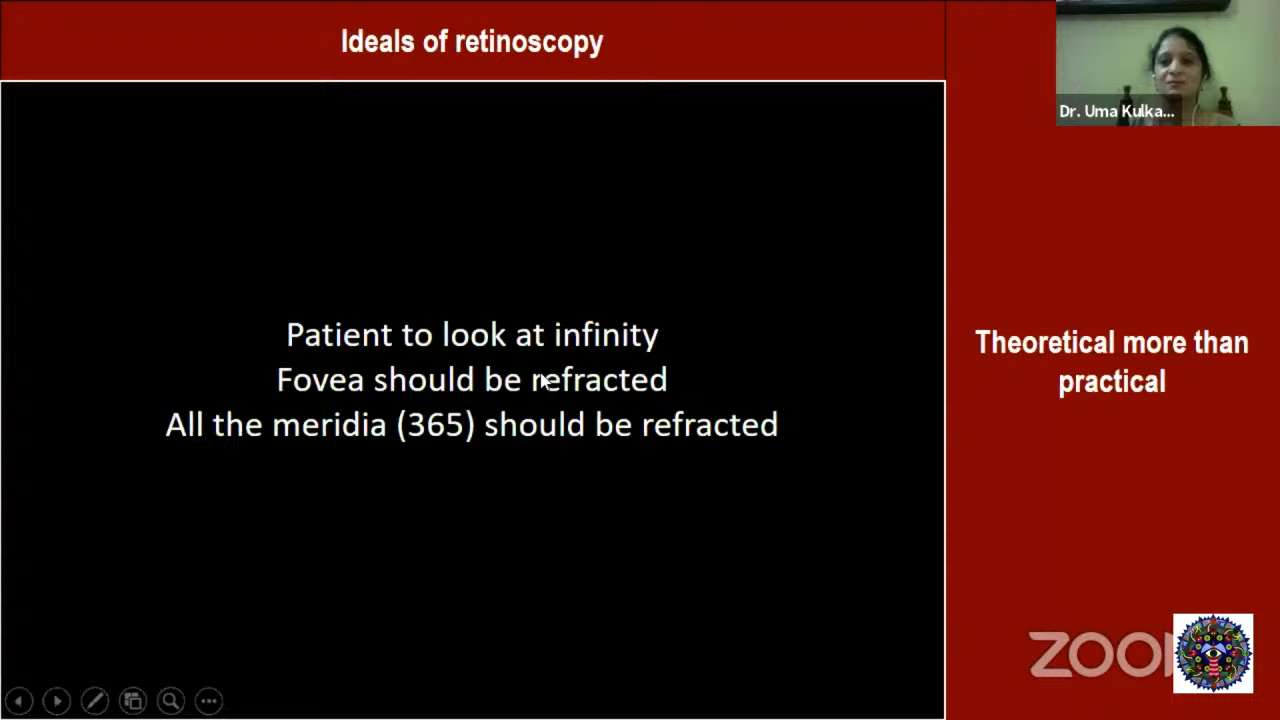 Ideals of retinoscopy
Dr. Uma Kulka...
Patient to look at infinity
Fovea should be refracted
All the meridia (365) should be refracted
Theoretical more than
practical
ZOO